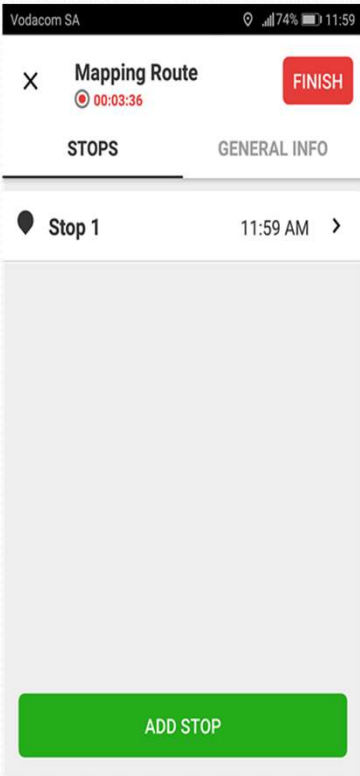 Vodacom SA 74% 11:59
Mapping Route
00:03:36
FINISH
STOPS GENERAL INFO
Stop 1 11:59 AM
ADD STOP